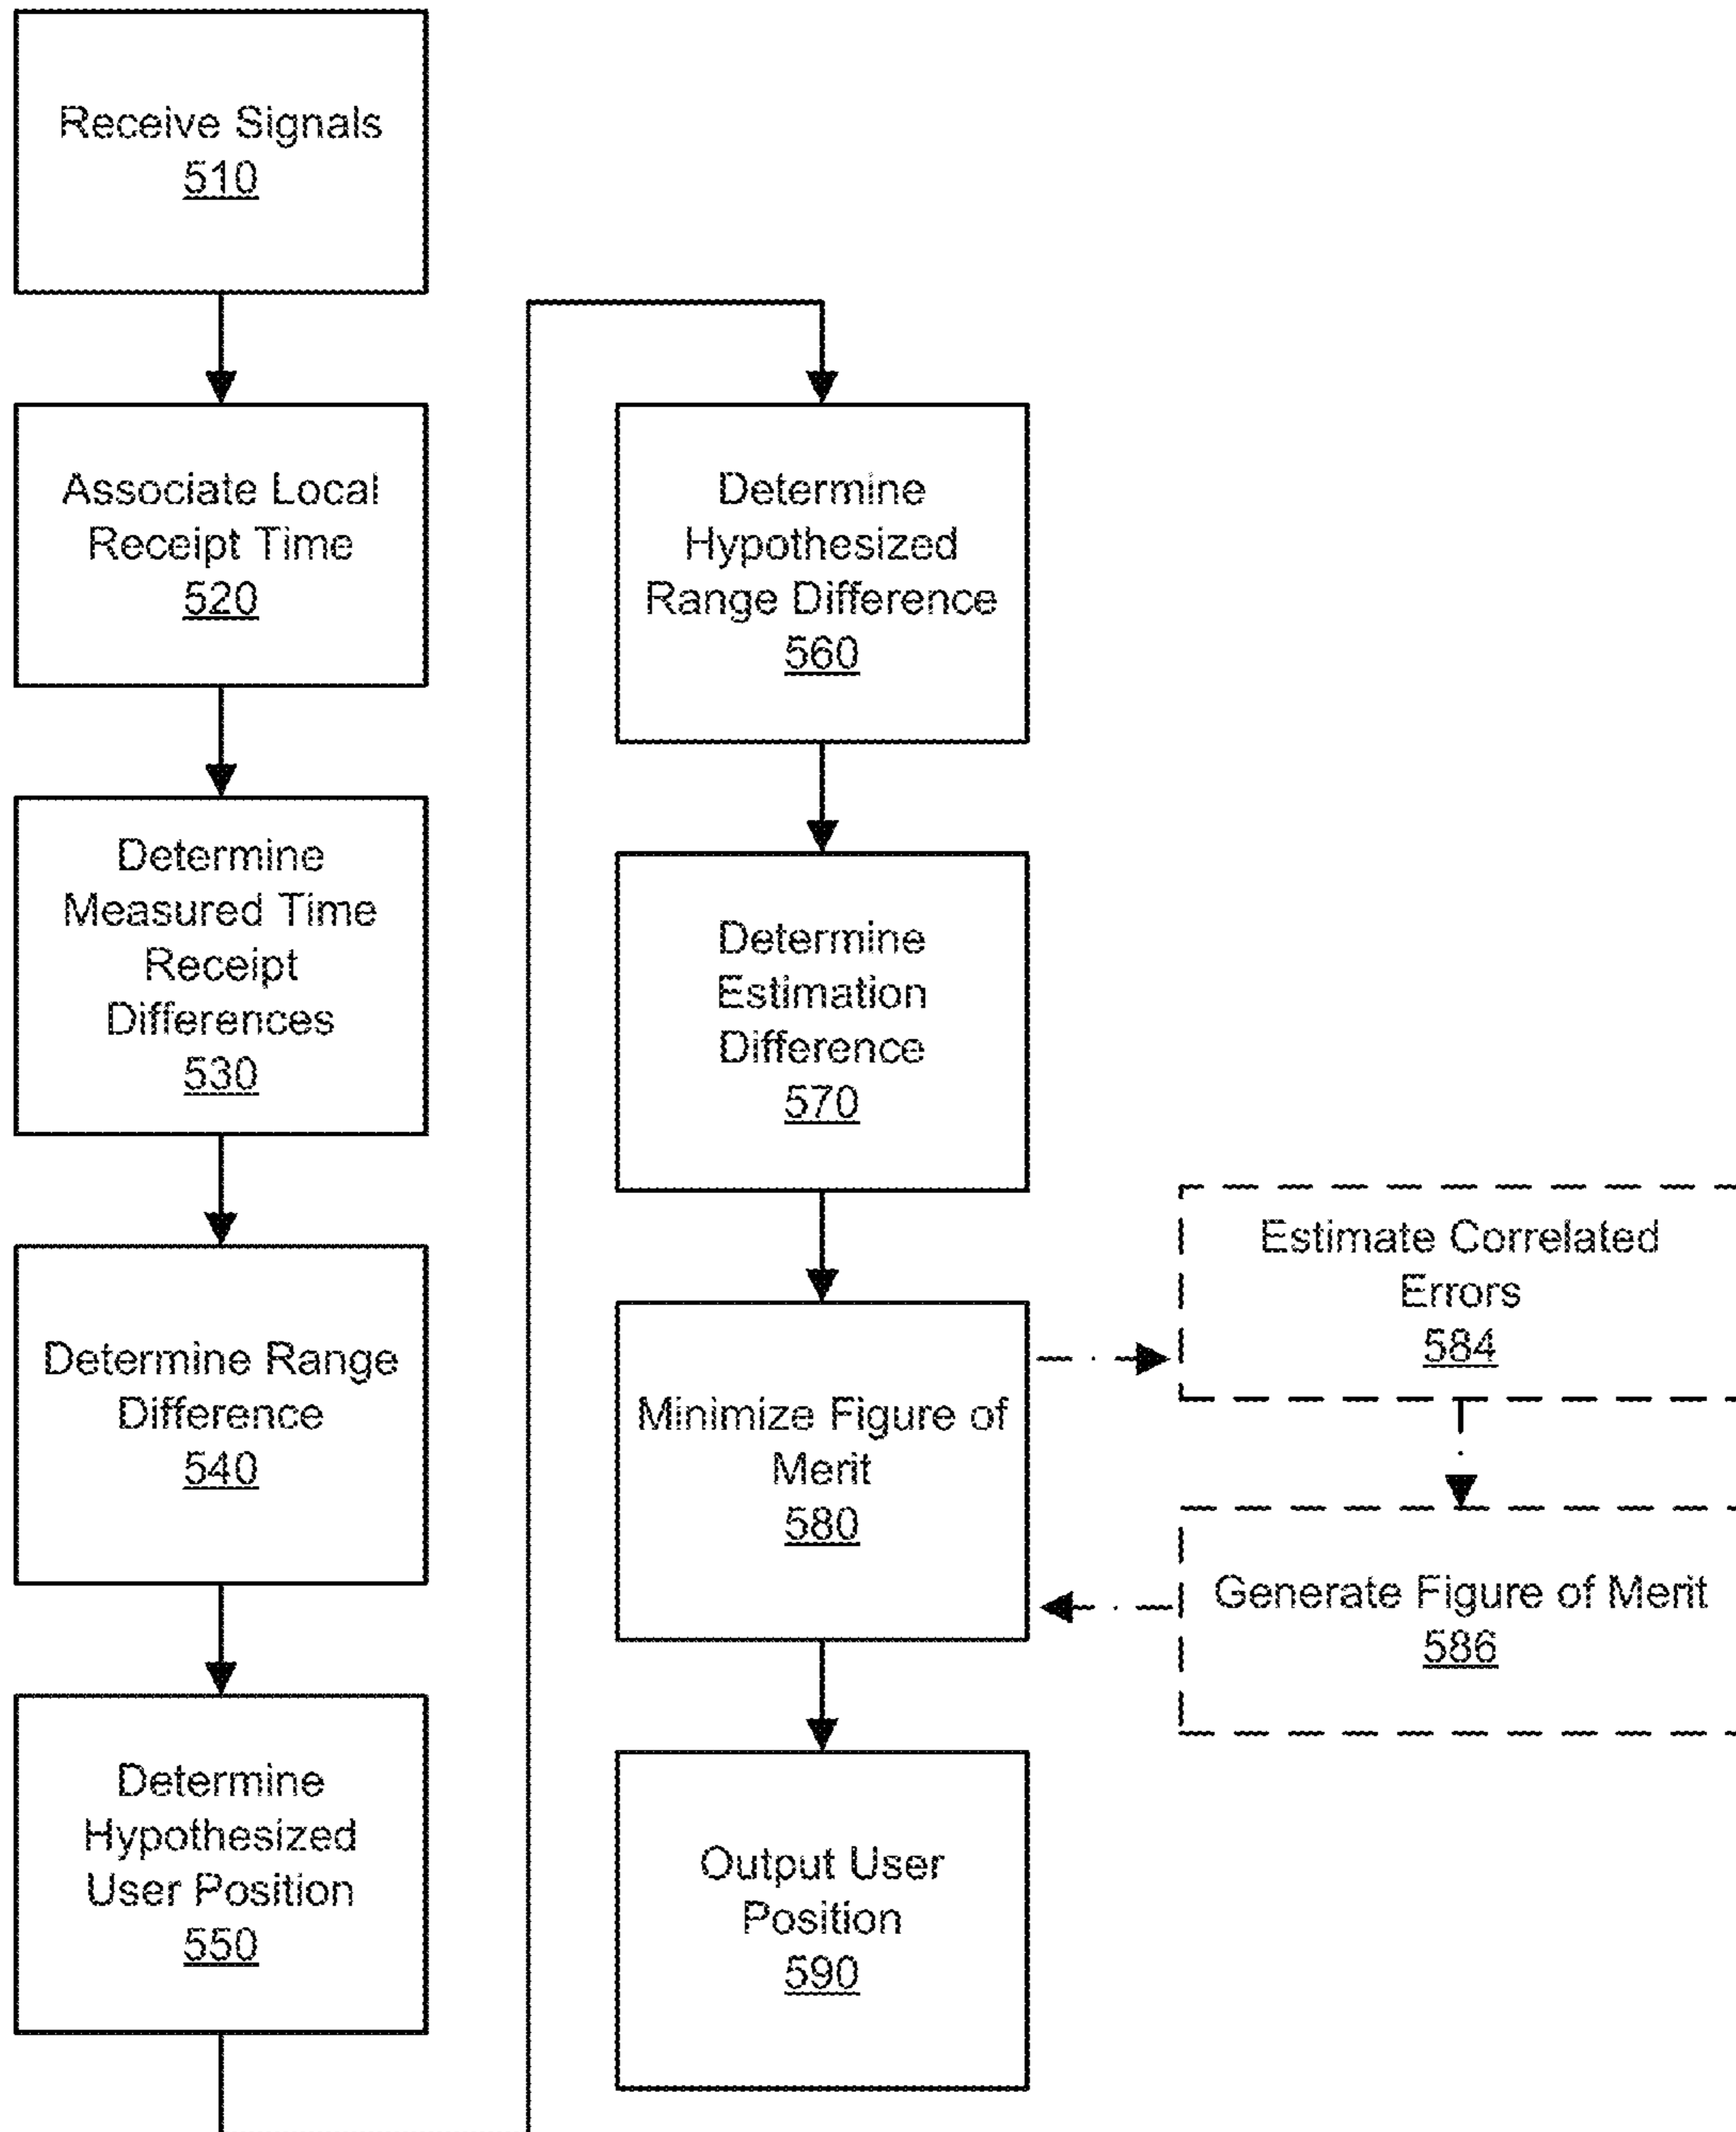 Receive Signals
510
Associate Local
Receipt Time
520
Determine
Measured Time
Receipt
Differences
530
Determine Range
Difference
540
Determine
Hypothesized
User Position
550
Determine
Hypothesized
Range Difference
560
Determine
Estimation
Difference
570
Minimize Figure of
Merit
580
Estimate Correlated
Errors
584
Generate Figure of Merit
586
Output User
Position
590